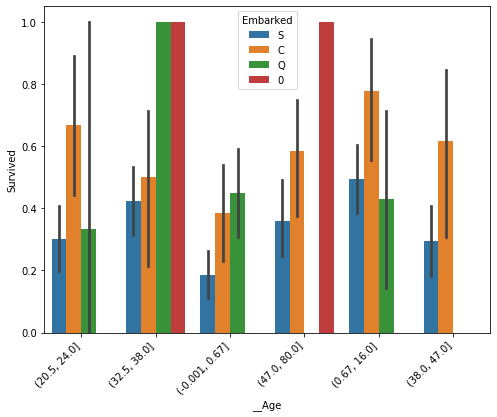 1.0
0.8
0.6
0.4
0.2
0.0
Survived
Embarked
S
C
Q
0
(20.5, 24.0]
(32.5, 38.0]
(-0.001, 0.67]
(47.0, 80.0]
(0.67, 16.0]
(38.0, 47.0]
__Age